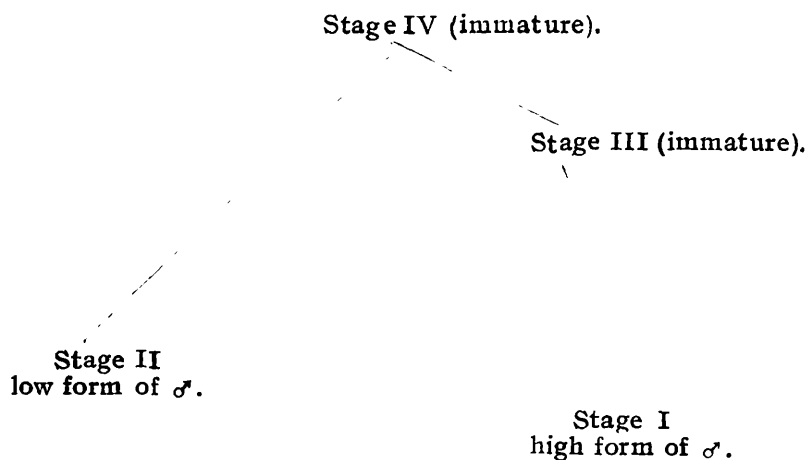 Stage IV (immature).
Stage III (immature).
Stage II
low form of ♂.
Stage I
high form of ♂.